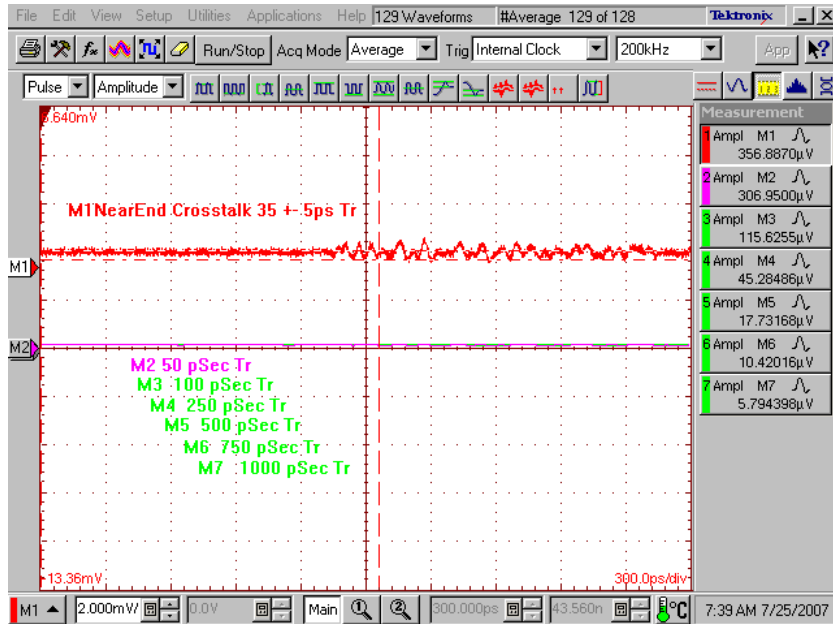 File Edit View Setup Utilities Applications Help 129 Waveforms #Average 129 of 128 Tektronix
Run/Stop Acq Mode Average Trig Internal Clock 200kHz App
Pulse Amplitude
Measurement
1 Ampl M1
356.8870µV
2 Ampl M2
306.9500µV
3 Ampl M3
115.6255µV
4 Ampl M4
45.28486µV
5 Ampl M5
17.73168µV
6 Ampl M6
10.42016µV
7 Ampl M7
5.794398µV
.640mV
M1NearEnd Crosstalk 35 +- 5ps Tr
M1
M2
M2 50 pSec Tr
M3 100 pSec Tr
M4 250 pSec Tr
M5 500 pSec Tr
M6 750 pSec Tr
M7 1000 pSec Tr
-13.36mV 300.0ps/div
M1 2.000mV/ 0.0V Main 1 2 300.000ps 43.560n °C 7:39 AM 7/25/2007